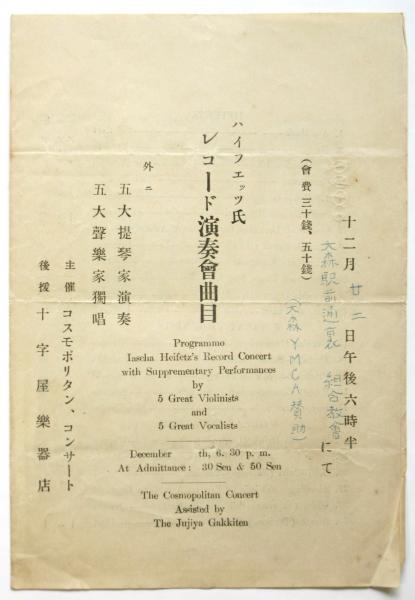 十二月廿二日午後六時半
大森駅前通裏 組合教會にて
(大森YMCA賛助)
(會費 三十錢、五十錢)
ハイフェッツ氏
レコード演奏會曲目
外ニ
五大提琴家演奏
五大聲樂家獨唱
主催 コスモポリタン、コンサート
後援 十字屋樂器店
Programmo
Iascha Heifetz's Record Concert
with Supplementary Performances
by
5 Great Violinists
and
5 Great Vocalists
December th, 6. 30 p. m.
At Admittance: 30 Sen & 50 Sen
The Cosmopolitan Concert
Assisted by
The Jujiya Gakkiten